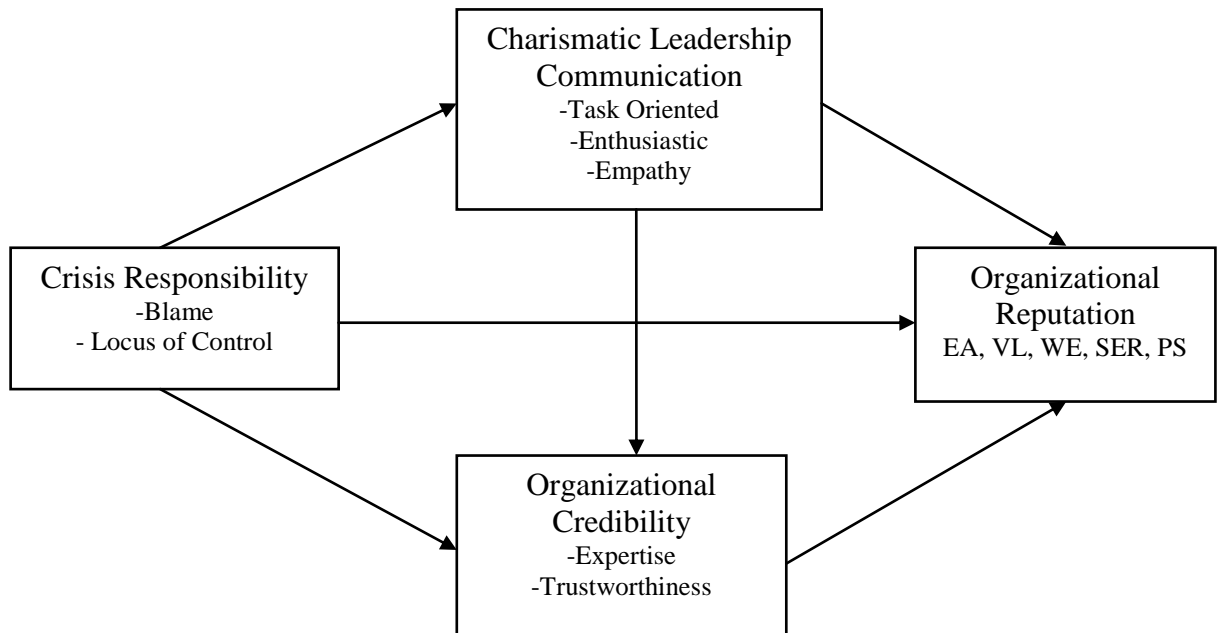 Charismatic Leadership
Communication
-Task Oriented
-Enthusiastic
-Empathy
Crisis Responsibility
-Blame
- Locus of Control
Organizational
Reputation
EA, VL, WE, SER, PS
Organizational
Credibility
-Expertise
-Trustworthiness